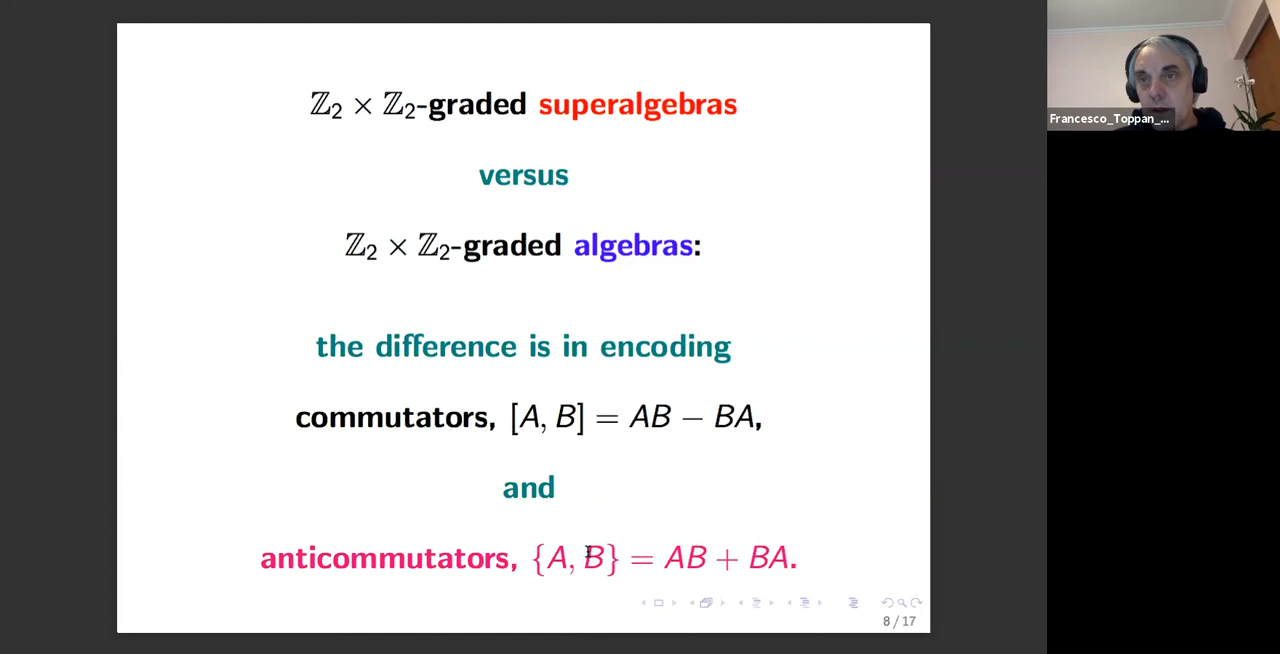 ℤ₂ × ℤ₂-graded superalgebras
versus
ℤ₂ × ℤ₂-graded algebras:
the difference is in encoding
commutators, [A, B] = AB − BA,
and
anticommutators, {A, B} = AB + BA.
8 / 17
Francesco_Toppan_...